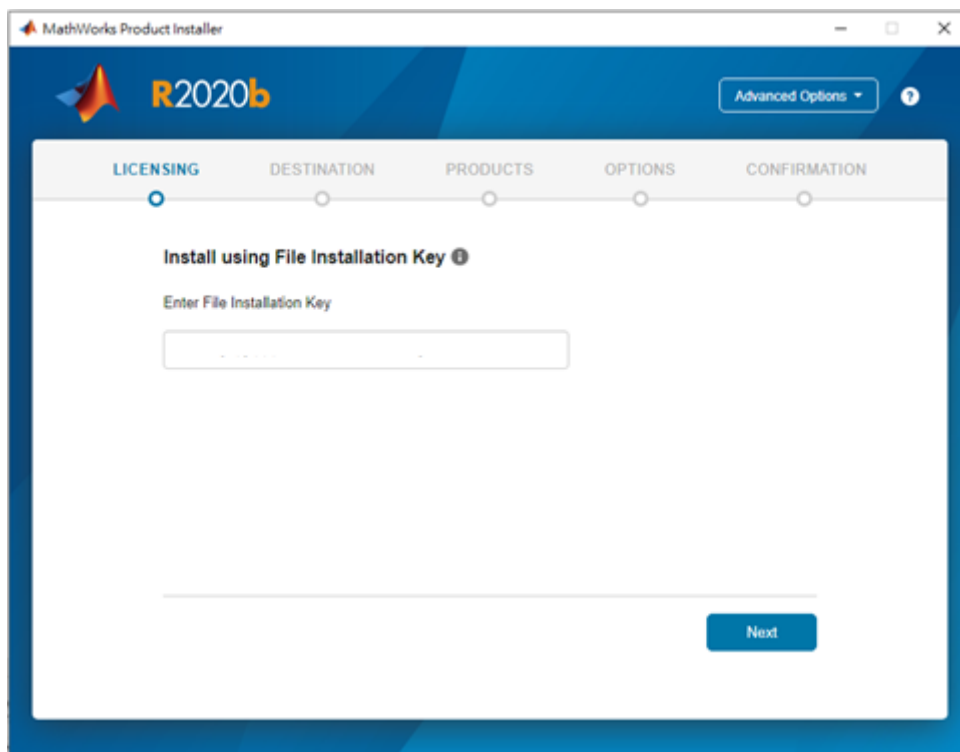 MathWorks Product Installer
R2020b
Advanced Options
?
LICENSING DESTINATION PRODUCTS OPTIONS CONFIRMATION
Install using File Installation Key
Enter File Installation Key
Next